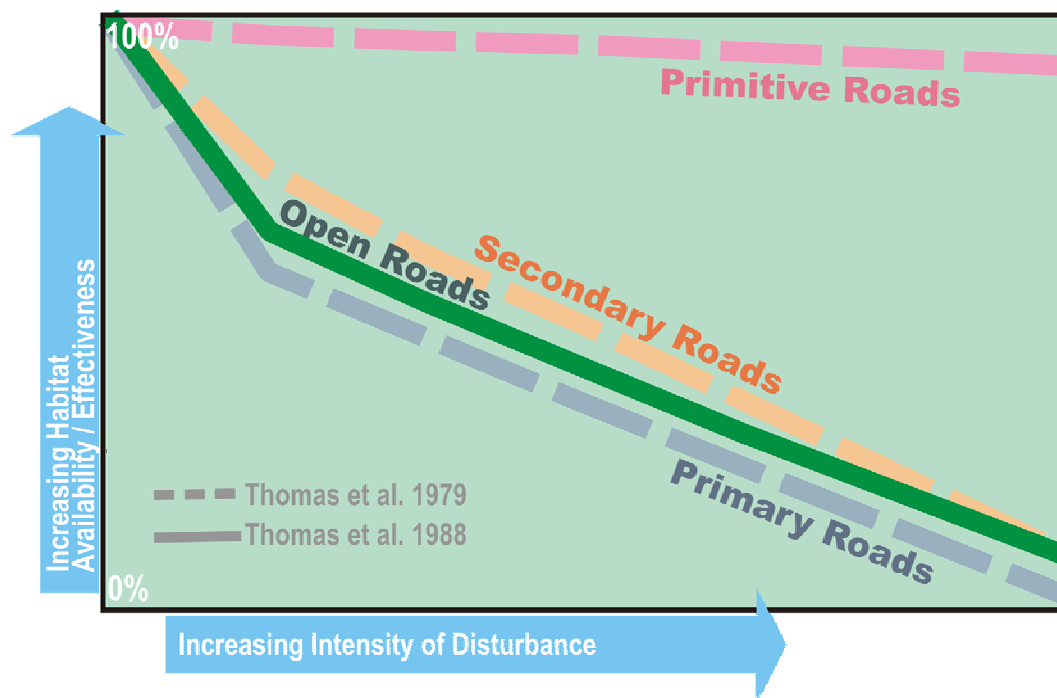 100%
Primitive Roads
Open Roads
Secondary Roads
Primary Roads
Increasing Habitat
Availability / Effectiveness
Thomas et al. 1979
Thomas et al. 1988
0%
Increasing Intensity of Disturbance